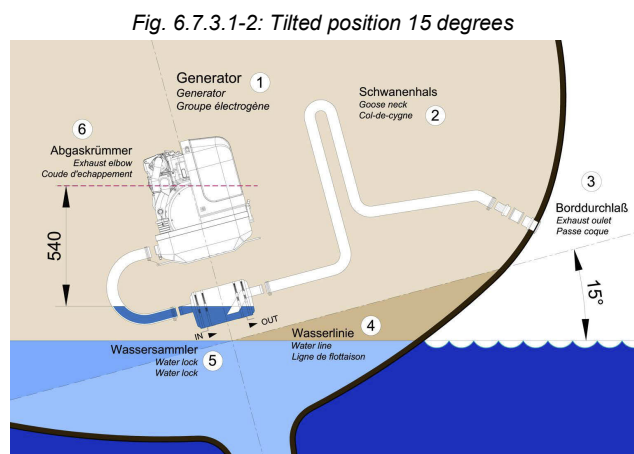 Fig. 6.7.3.1-2: Tilted position 15 degrees
Generator
Generator
Groupe électrogène
1
Schwanenhals
Goose neck
Col-de-cygne
2
6
Abgaskrümmer
Exhaust elbow
Coude d'echappement
3
Borddurchlaß
Exhaust oulet
Passe coque
540
15°
IN
OUT
Wassersammler
Water lock
Water lock
5
Wasserlinie
Water line
Ligne de flottaison
4